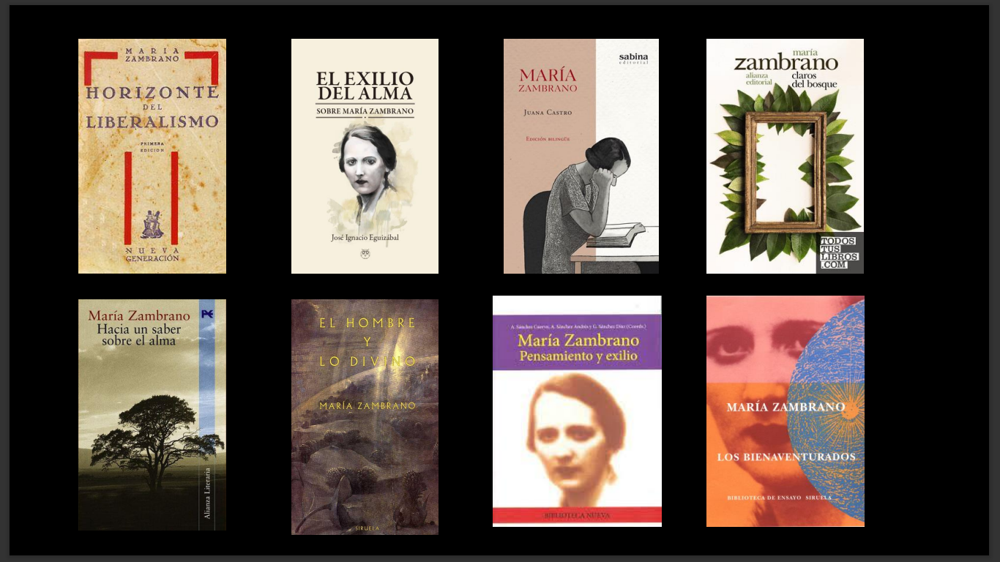 MARIA
ZAMBRANO
HORIZONTE
DEL
LIBERALISMO
PRIMERA
EDICION
NUEVA
GENERACIÓN
EL EXILIO
DEL ALMA
SOBRE MARÍA ZAMBRANO
José Ignacio Eguizábal
sabina
editorial
MARÍA
ZAMBRANO
JUANA CASTRO
EDICIÓN BILINGÜE
maría
zambrano
alianza
editorial
claros
del bosque
TODOS
TUS
LIBROS
.COM
María Zambrano
Hacia un saber
sobre el alma
Alianza Literaria
EL HOMBRE
Y
LO DIVINO
MARÍA ZAMBRANO
SIRUELA
A. Sánchez Cuervo, A. Sánchez Andrés y G. Sánchez Díaz (Coords.)
María Zambrano
Pensamiento y exilio
BIBLIOTECA NUEVA
MARÍA ZAMBRANO
LOS BIENAVENTURADOS
BIBLIOTECA DE ENSAYO SIRUELA